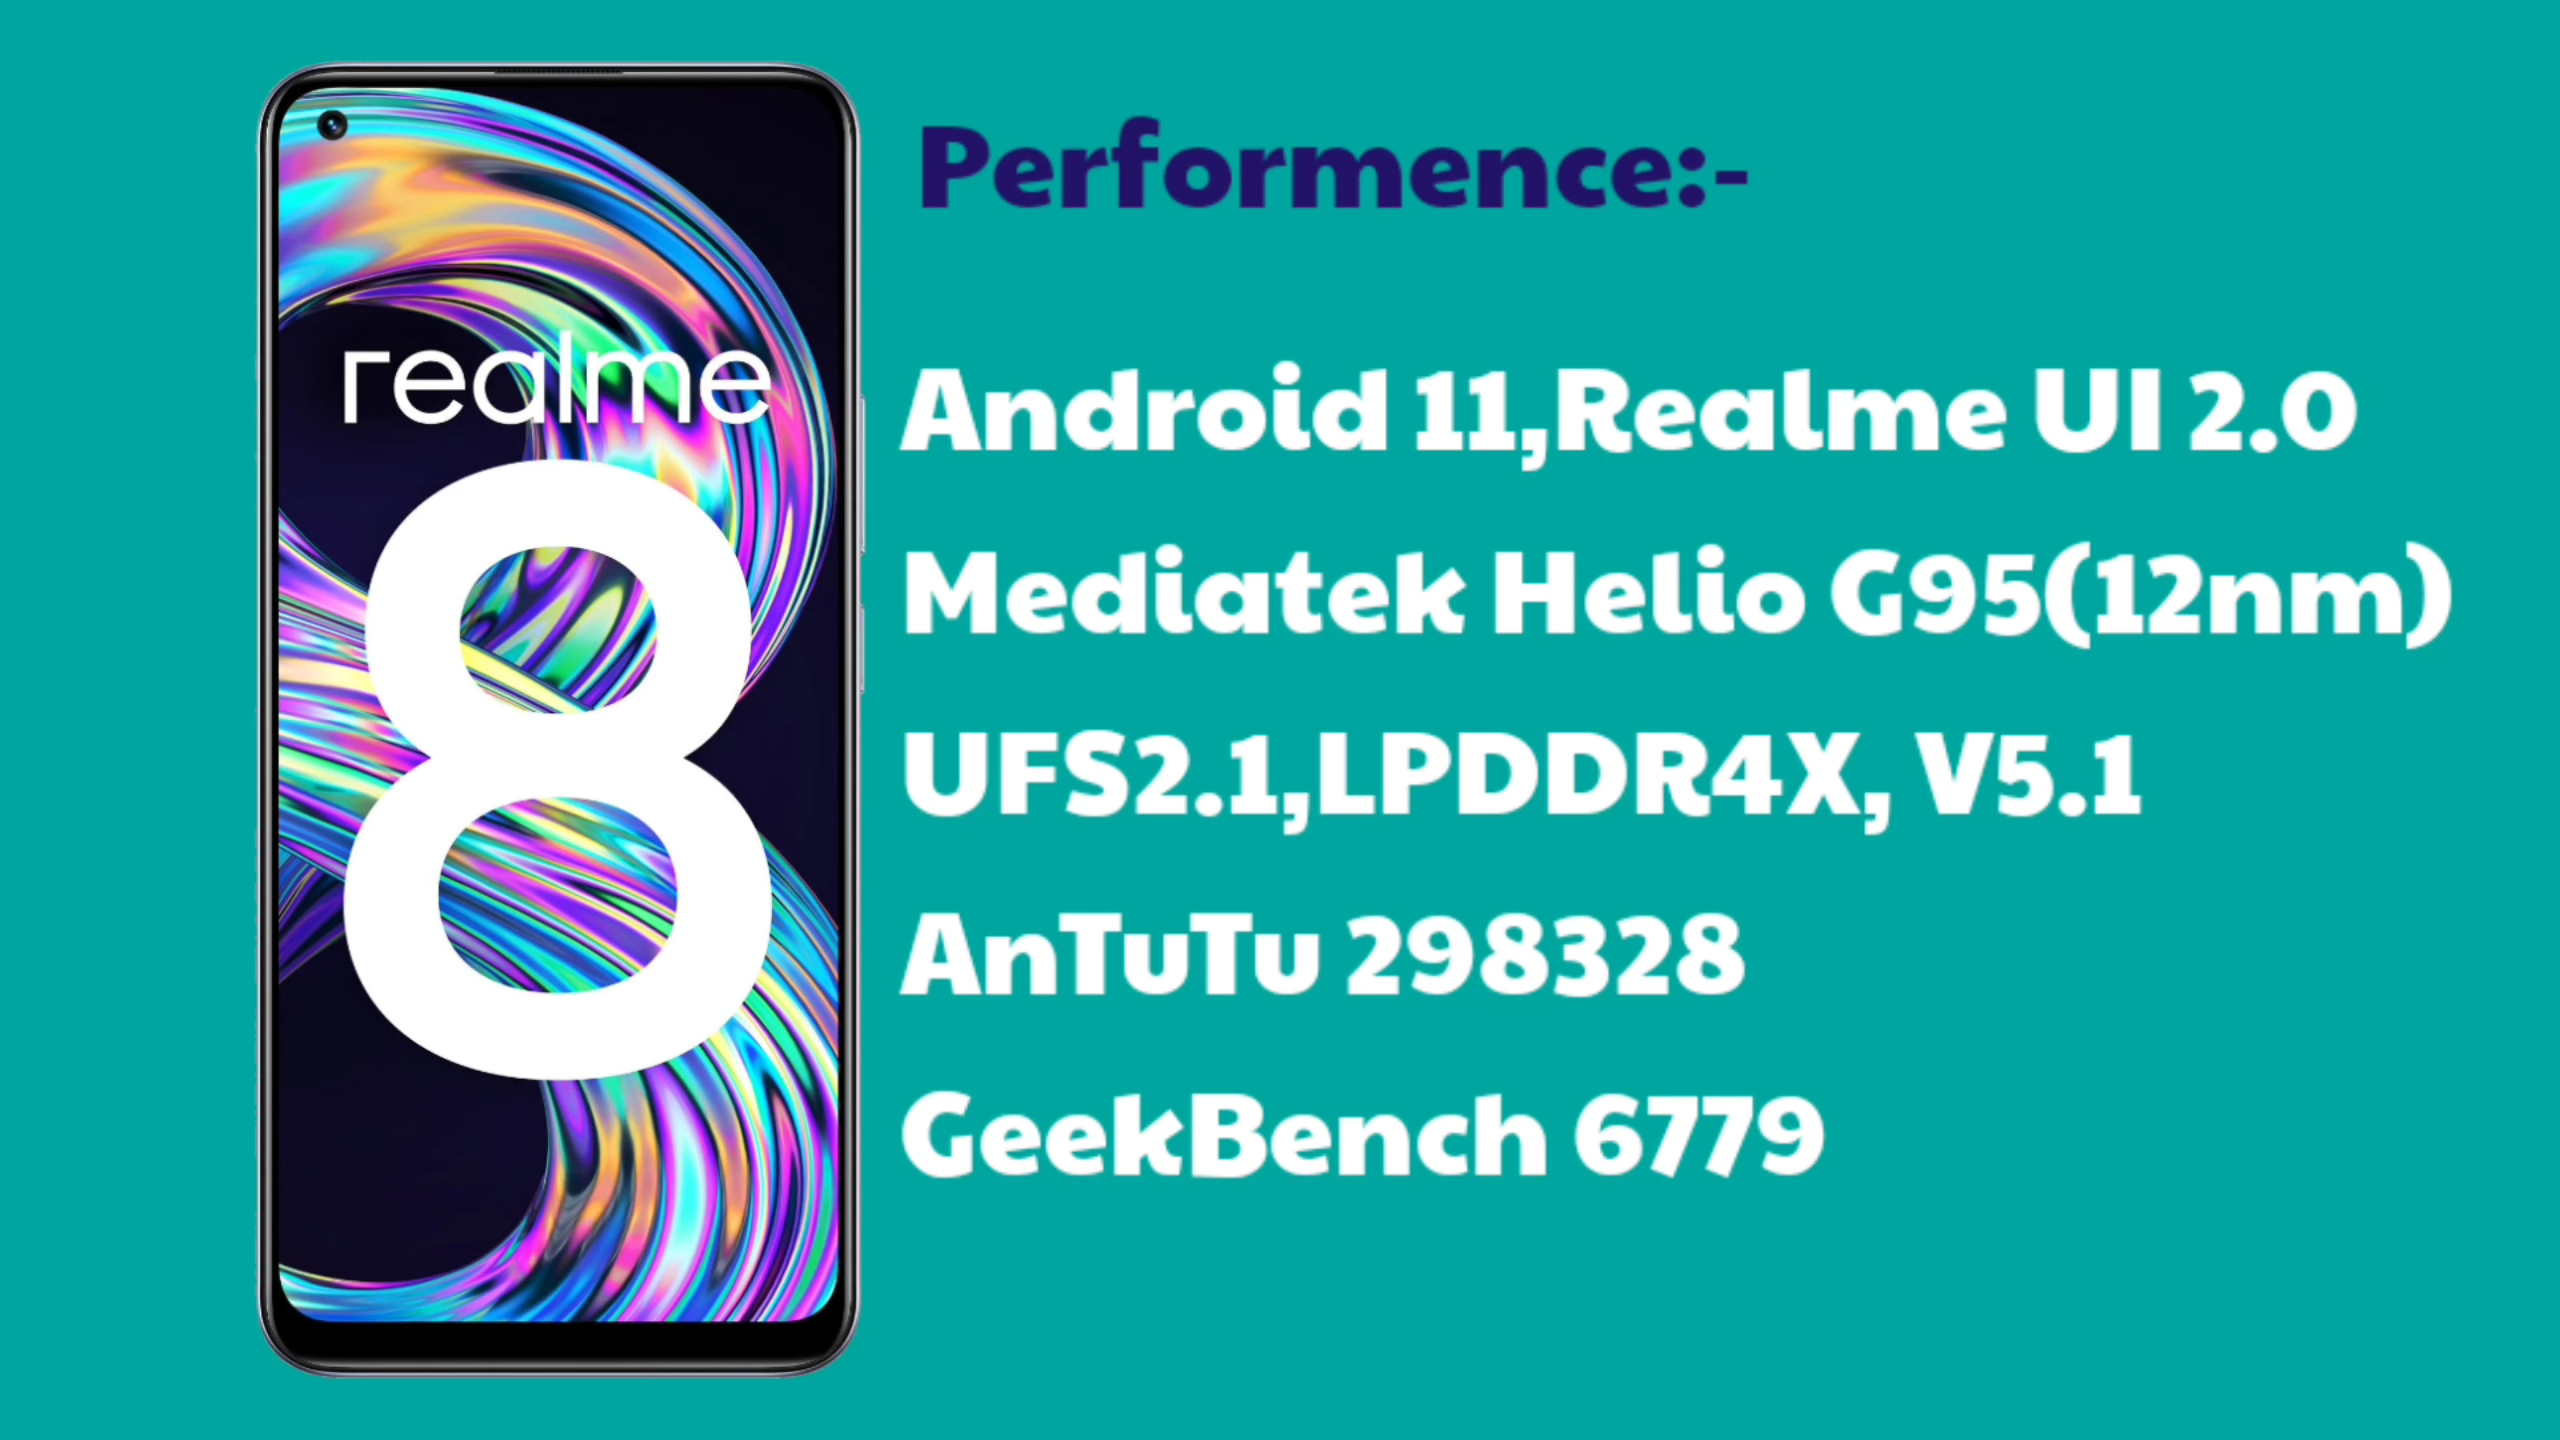 realme
8
Performence:-
Android 11,Realme UI 2.0
Mediatek Helio G95(12nm)
UFS2.1,LPDDR4X, V5.1
AnTuTu 298328
GeekBench 6779